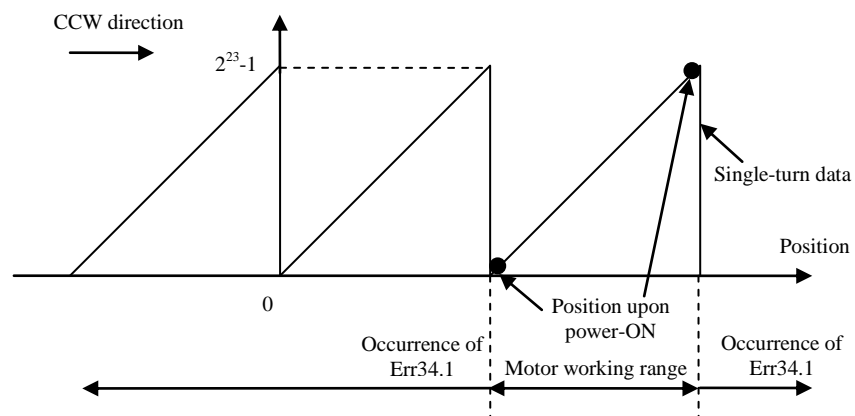 CCW direction
2²³-1
Single-turn data
Position
0
Position upon
power-ON
Occurrence of
Err34.1
Motor working range
Occurrence of
Err34.1